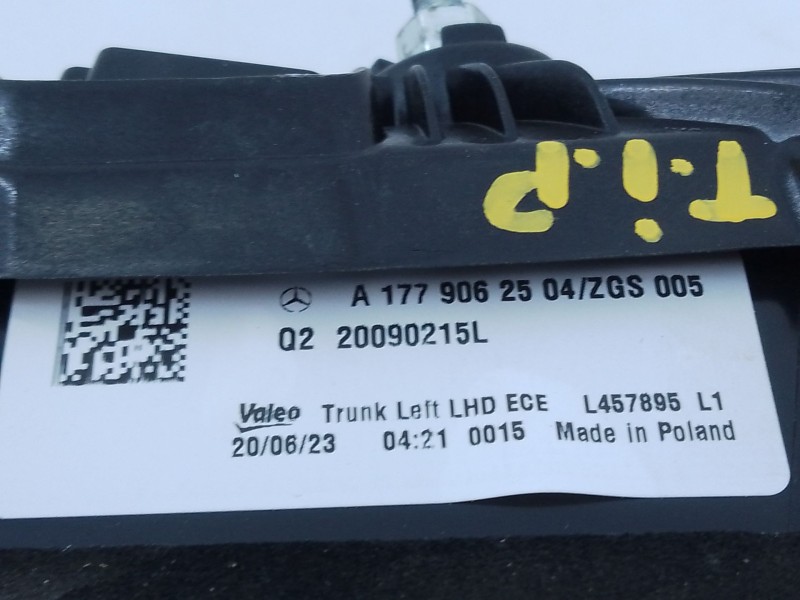 T.i.P.
A 177 906 25 04/ZGS 005
Q2 20090215L
Valeo Trunk Left LHD ECE L457895 L1
20/06/23 04:21 0015 Made in Poland